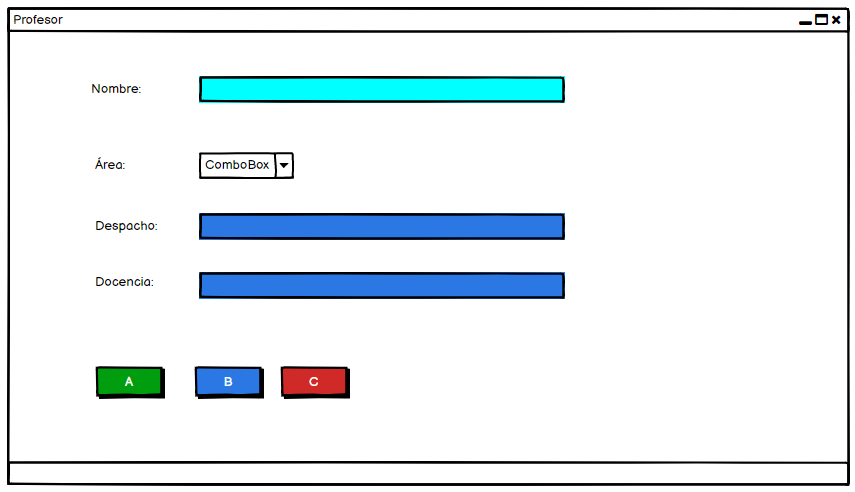 Profesor
Nombre:
Área:
ComboBox
Despacho:
Docencia:
A
B
C